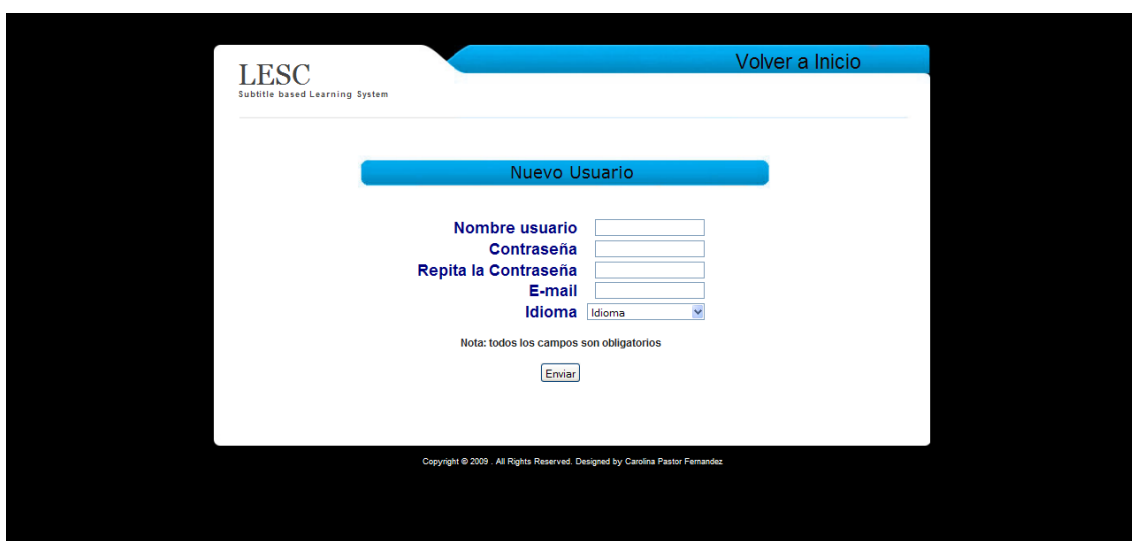 Volver a Inicio
LESC
Subtitle based Learning System
Nuevo Usuario
Nombre usuario
Contraseña
Repita la Contraseña
E-mail
Idioma Idioma
Nota: todos los campos son obligatorios
Enviar
Copyright © 2009 . All Rights Reserved. Designed by Carolina Pastor Fernandez